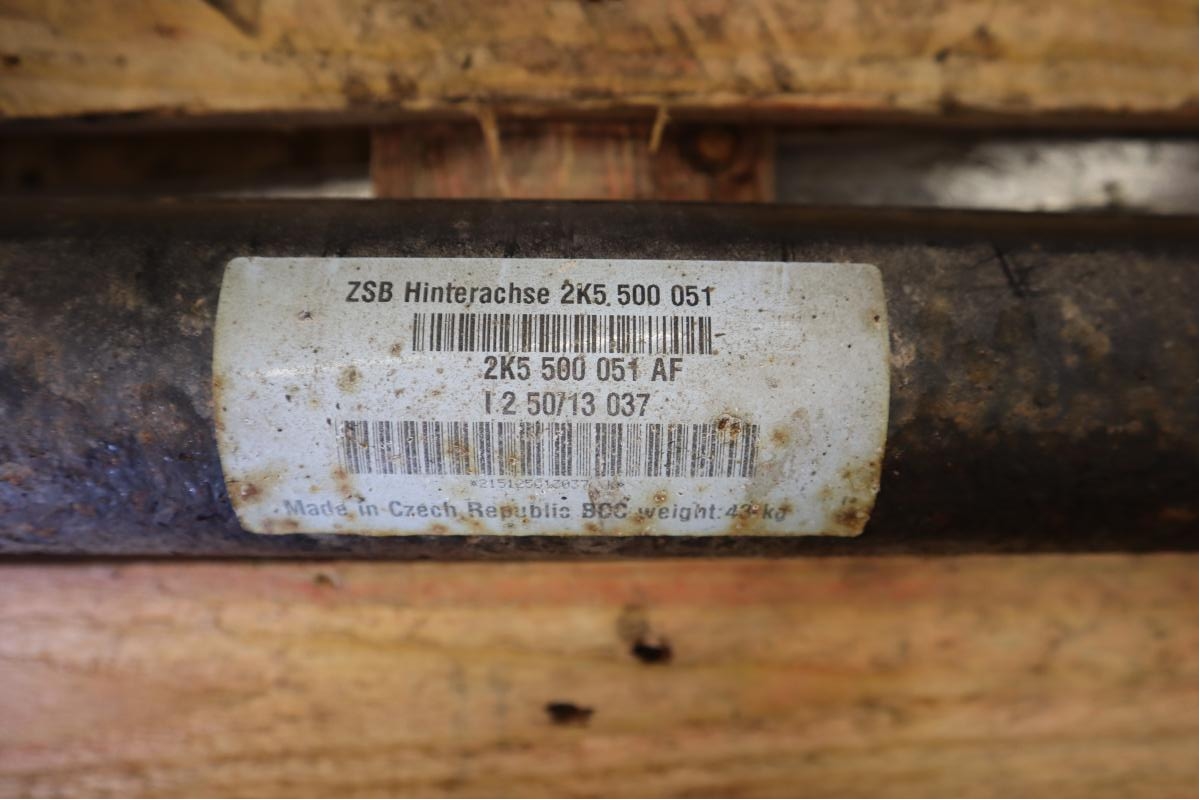 ZSB Hinterachse 2K5 500 051
2K5 500 051 AF
I 2 50/13 037
Made in Czech Republic BCC weight: 43 kg